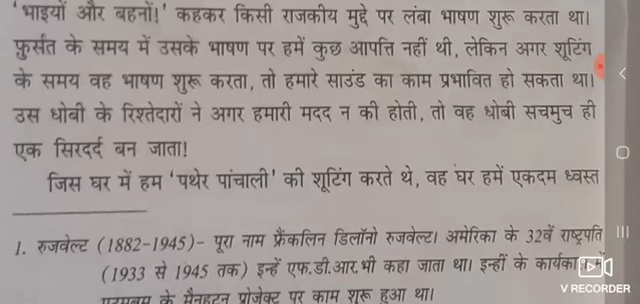 'भाइयों और बहनों!' कहकर किसी राजकीय मुद्दे पर लंबा भाषण शुरू करता था।
फ़ुर्सत के समय में उसके भाषण पर हमें कुछ आपत्ति नहीं थी, लेकिन अगर शूटिंग
के समय वह भाषण शुरू करता, तो हमारे साउंड का काम प्रभावित हो सकता था।
उस धोबी के रिश्तेदारों ने अगर हमारी मदद न की होती, तो वह धोबी सचमुच ही
एक सिरदर्द बन जाता!
जिस घर में हम 'पथेर पांचाली' की शूटिंग करते थे, वह घर हमें एकदम ध्वस्त
1. रुजवेल्ट (1882-1945)- पूरा नाम फ्रैंकलिन डिलॉनो रुजवेल्ट। अमेरिका के 32वें राष्ट्रपति
(1933 से 1945 तक) इन्हें एफ.डी.आर.भी कहा जाता था। इन्हीं के
एटमबम के मैनहटन प्रोजेक्ट पर काम शुरू हुआ था।
V RECORDER